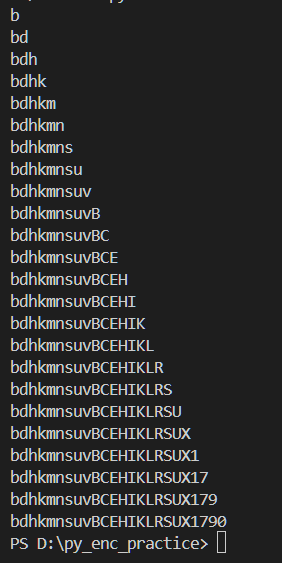 b
bd
bdh
bdhk
bdhkm
bdhkmn
bdhkmns
bdhkmnsu
bdhkmnsuv
bdhkmnsuvB
bdhkmnsuvBC
bdhkmnsuvBCE
bdhkmnsuvBCEH
bdhkmnsuvBCEHI
bdhkmnsuvBCEHIK
bdhkmnsuvBCEHIKL
bdhkmnsuvBCEHIKLR
bdhkmnsuvBCEHIKLRS
bdhkmnsuvBCEHIKLRSU
bdhkmnsuvBCEHIKLRSUX
bdhkmnsuvBCEHIKLRSUX1
bdhkmnsuvBCEHIKLRSUX17
bdhkmnsuvBCEHIKLRSUX179
bdhkmnsuvBCEHIKLRSUX1790
PS D:\py_enc_practice>